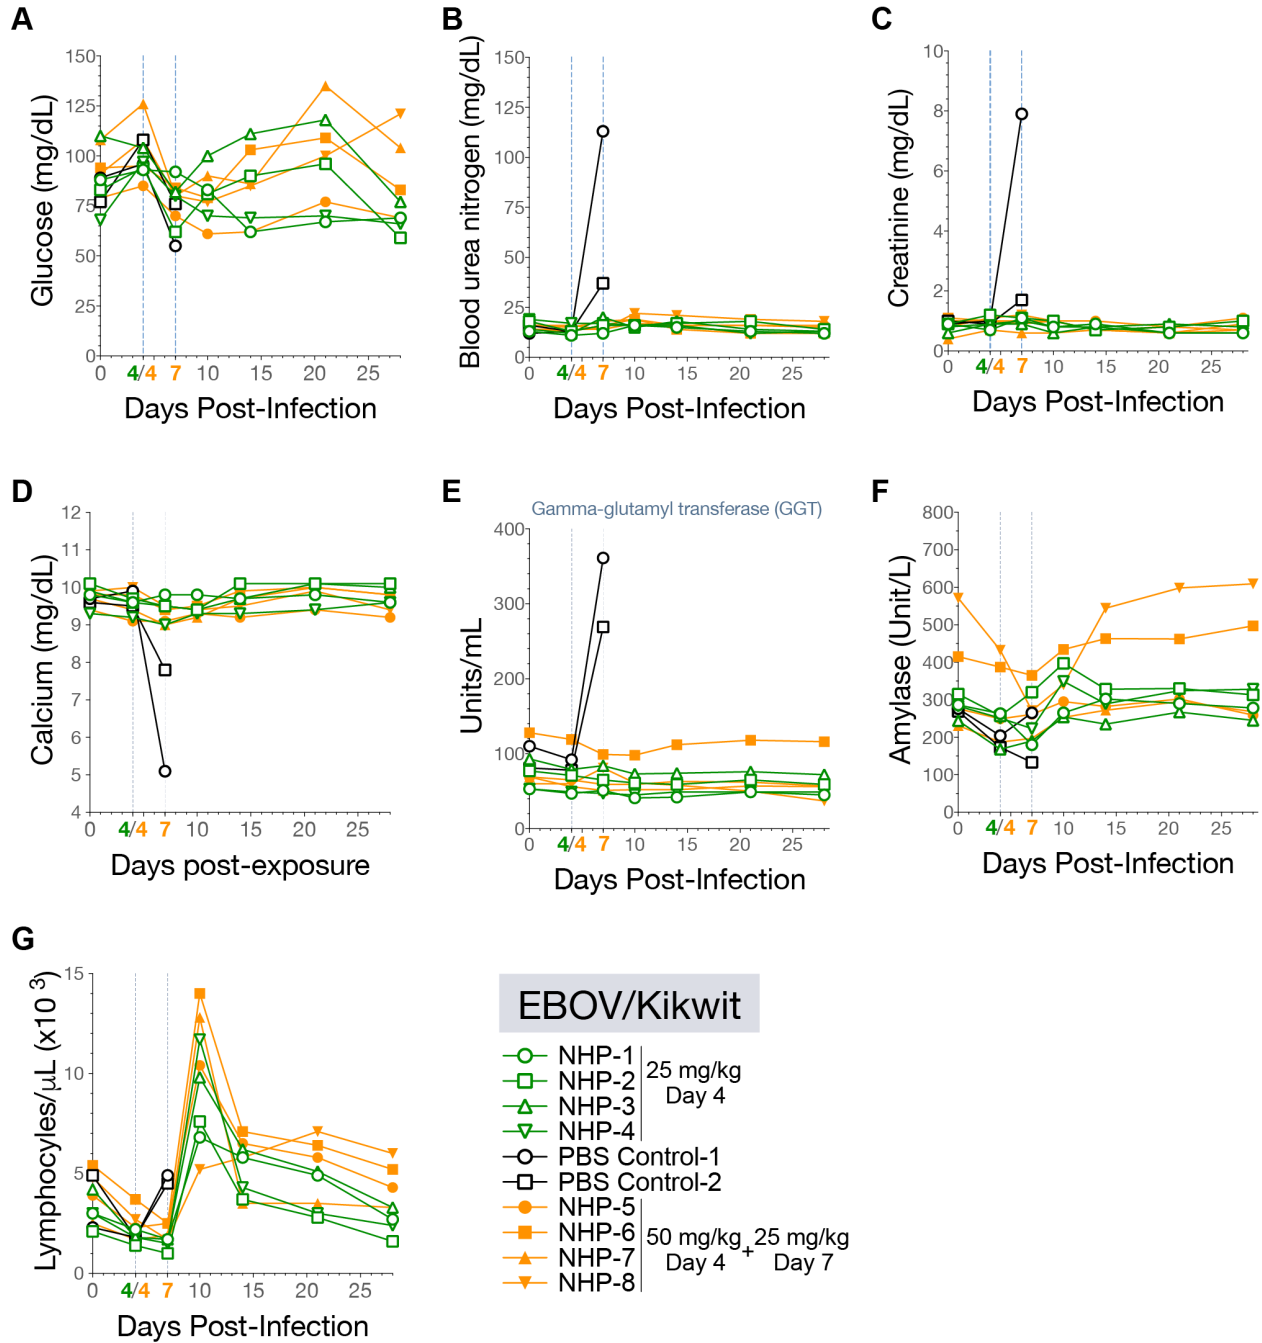 A
Glucose (mg/dL)
150
125
100
75
50
25
0
0 4/4 7 10 15 20 25
Days Post-Infection
B
Blood urea nitrogen (mg/dL)
150
125
100
75
50
25
0
0 4/4 7 10 15 20 25
Days Post-Infection
C
Creatinine (mg/dL)
10
8
6
4
2
0
0 4/4 7 10 15 20 25
Days Post-Infection
D
Calcium (mg/dL)
12
11
10
9
8
7
6
5
4
0 4/4 7 10 15 20 25
Days post-exposure
E
Gamma-glutamyl transferase (GGT)
Units/mL
400
300
200
100
0
0 4/4 7 10 15 20 25
Days Post-Infection
F
Amylase (Unit/L)
800
700
600
500
400
300
200
100
0
0 4/4 7 10 15 20 25
Days Post-Infection
G
Lymphocytes/μL (x10 3)
15
10
5
0
0 4/4 7 10 15 20 25
Days Post-Infection
EBOV/Kikwit
NHP-1
NHP-2
NHP-3
NHP-4
25 mg/kg
Day 4
PBS Control-1
PBS Control-2
NHP-5
NHP-6
NHP-7
NHP-8
50 mg/kg + 25 mg/kg
Day 4 Day 7